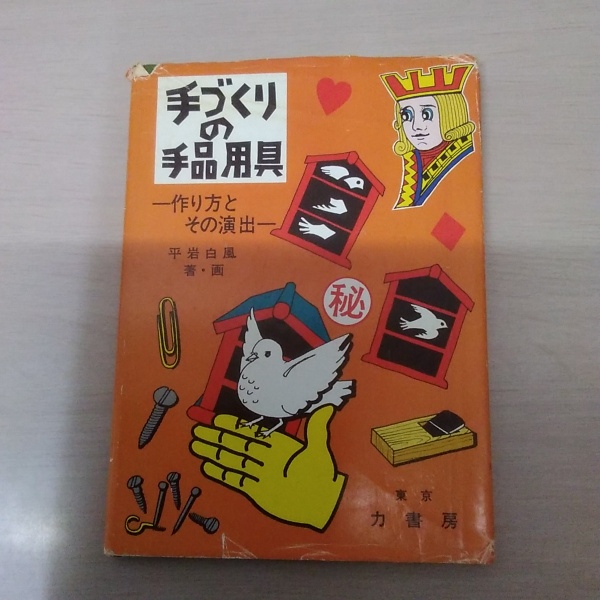 手づくり
の
手品用具
―作り方と
その演出―
平岩白風
著・画
秘
東京
力書房